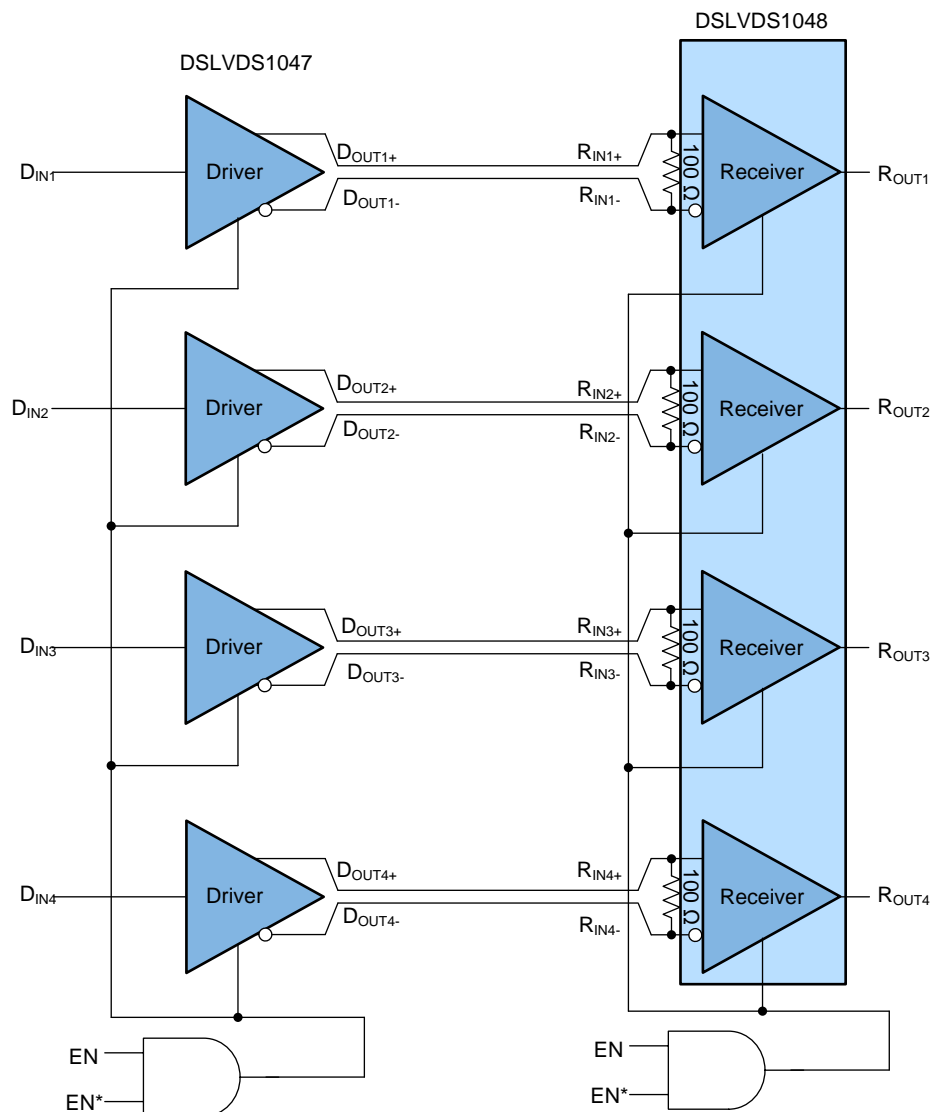 DSLVDS1048
DSLVDS1047
DIN1
Driver
DOUT1+
DOUT1-
RIN1+
RIN1-
100 Ω
Receiver
ROUT1
DIN2
Driver
DOUT2+
DOUT2-
RIN2+
RIN2-
100 Ω
Receiver
ROUT2
DIN3
Driver
DOUT3+
DOUT3-
RIN3+
RIN3-
100 Ω
Receiver
ROUT3
DIN4
Driver
DOUT4+
DOUT4-
RIN4+
RIN4-
100 Ω
Receiver
ROUT4
EN
EN*
EN
EN*